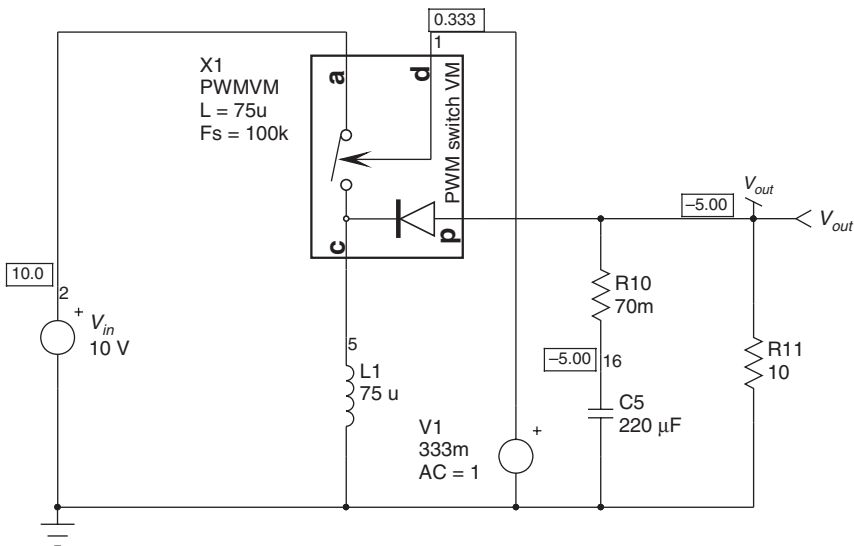 0.333
1
X1
PWMVM
L = 75u
Fs = 100k
a
d
PWM switch VM
c
p
V_out
–5.00
V_out
10.0
2
+
V_in
10 V
R10
70m
5
–5.00
16
L1
75 u
R11
10
C5
220 μF
V1
333m
AC = 1
+